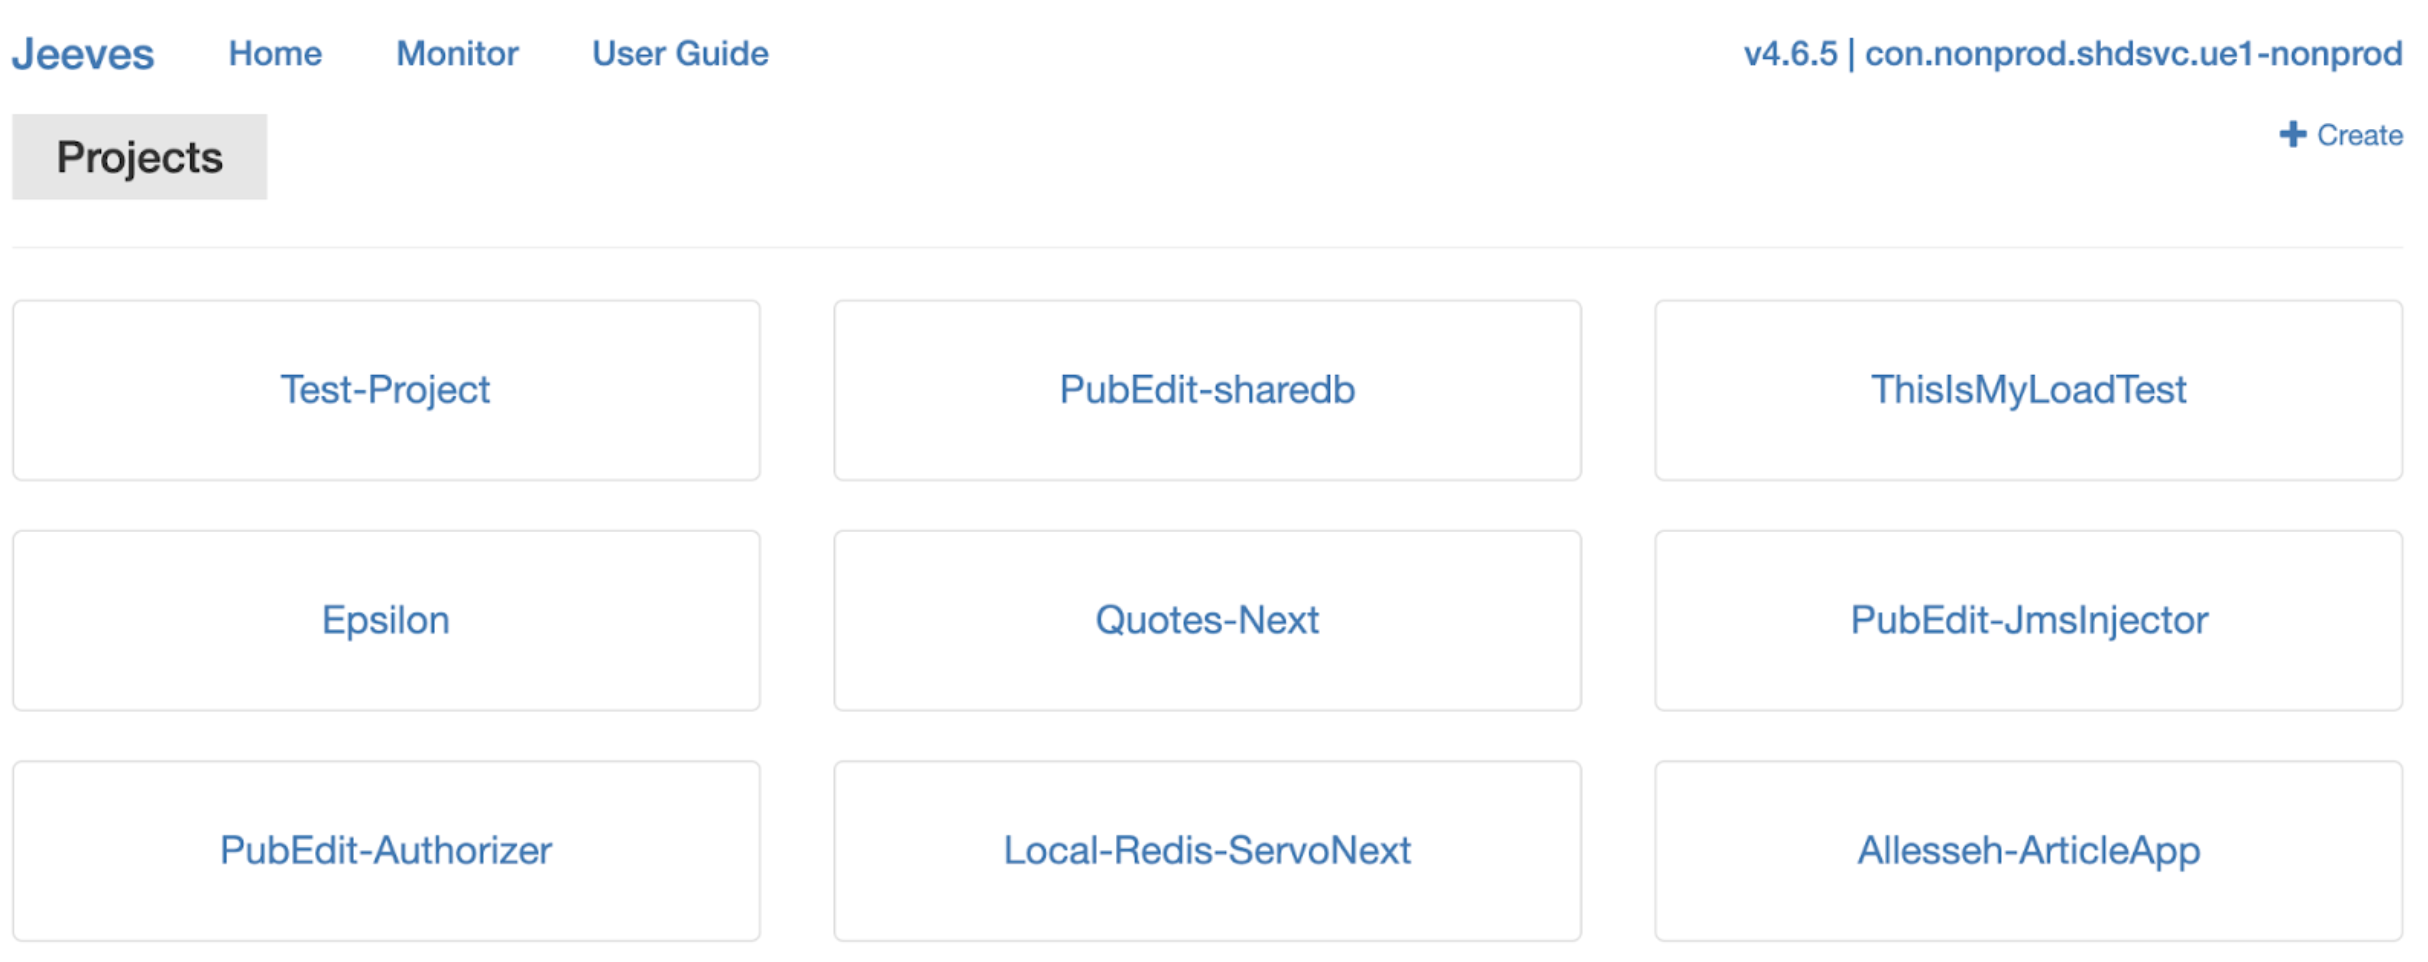 Jeeves Home Monitor User Guide v4.6.5 | con.nonprod.shdsvc.ue1-nonprod
Projects
Create
Test-Project
PubEdit-sharedb
ThisIsMyLoadTest
Epsilon
Quotes-Next
PubEdit-JmsInjector
PubEdit-Authorizer
Local-Redis-ServoNext
Allesseh-ArticleApp